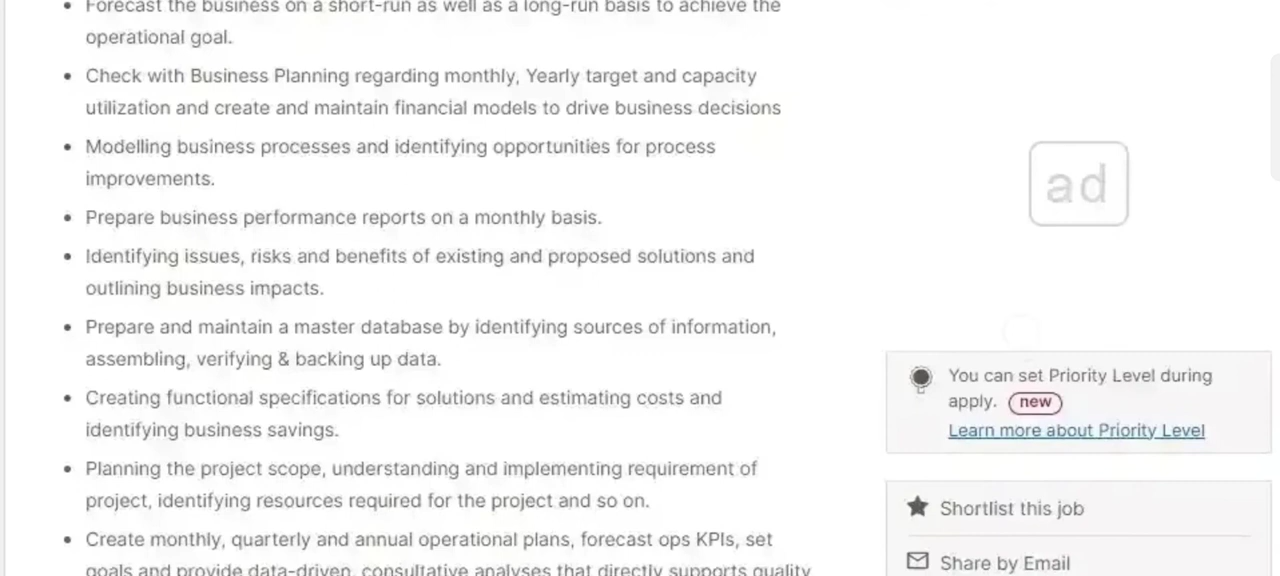 Forecast the business on a short-run as well as a long-run basis to achieve the
operational goal.
Check with Business Planning regarding monthly, Yearly target and capacity
utilization and create and maintain financial models to drive business decisions
Modelling business processes and identifying opportunities for process
improvements.
Prepare business performance reports on a monthly basis.
Identifying issues, risks and benefits of existing and proposed solutions and
outlining business impacts.
Prepare and maintain a master database by identifying sources of information,
assembling, verifying & backing up data.
Creating functional specifications for solutions and estimating costs and
identifying business savings.
Planning the project scope, understanding and implementing requirement of
project, identifying resources required for the project and so on.
Create monthly, quarterly and annual operational plans, forecast ops KPIs, set
goals and provide data-driven, consultative analyses that directly supports quality
ad
You can set Priority Level during
apply. new
Learn more about Priority Level
Shortlist this job
Share by Email